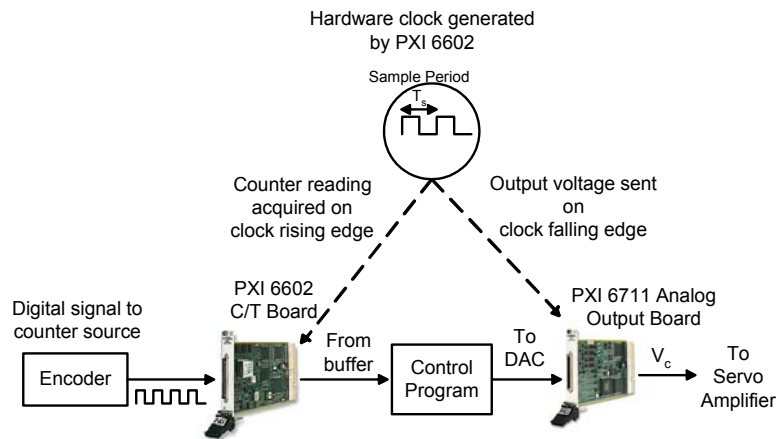 Hardware clock generated
by PXI 6602
Sample Period
Ts
Counter reading
acquired on
clock rising edge
Output voltage sent
on
clock falling edge
PXI 6602
C/T Board
PXI 6711 Analog
Output Board
Digital signal to
counter source
Encoder
From
buffer
Control
Program
To
DAC
Vc
To
Servo
Amplifier